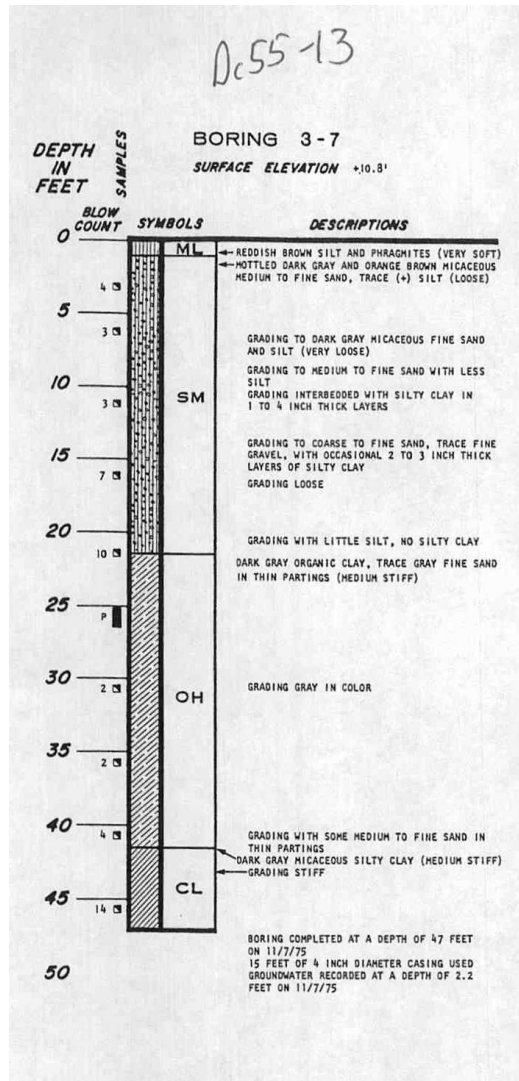 Dc55-13
BORING 3-7
SURFACE ELEVATION +10.8'
DEPTH
IN
FEET
SAMPLES
BLOW
COUNT
SYMBOLS
DESCRIPTIONS
0
ML
REDDISH BROWN SILT AND PHRAGMITES (VERY SOFT)
MOTTLED DARK GRAY AND ORANGE BROWN MICACEOUS
MEDIUM TO FINE SAND, TRACE (+) SILT (LOOSE)
4
5
3
GRADING TO DARK GRAY MICACEOUS FINE SAND
AND SILT (VERY LOOSE)
GRADING TO MEDIUM TO FINE SAND WITH LESS
SILT
10
SM
GRADING INTERBEDDED WITH SILTY CLAY IN
1 TO 4 INCH THICK LAYERS
3
GRADING TO COARSE TO FINE SAND, TRACE FINE
GRAVEL, WITH OCCASIONAL 2 TO 3 INCH THICK
LAYERS OF SILTY CLAY
15
7
GRADING LOOSE
20
GRADING WITH LITTLE SILT, NO SILTY CLAY
10
DARK GRAY ORGANIC CLAY, TRACE GRAY FINE SAND
IN THIN PARTINGS (MEDIUM STIFF)
25
P
30
2
OH
GRADING GRAY IN COLOR
35
2
40
4
GRADING WITH SOME MEDIUM TO FINE SAND IN
THIN PARTINGS
DARK GRAY MICACEOUS SILTY CLAY (MEDIUM STIFF)
GRADING STIFF
CL
45
14
BORING COMPLETED AT A DEPTH OF 47 FEET
ON 11/7/75
15 FEET OF 4 INCH DIAMETER CASING USED
GROUNDWATER RECORDED AT A DEPTH OF 2.2
FEET ON 11/7/75
50